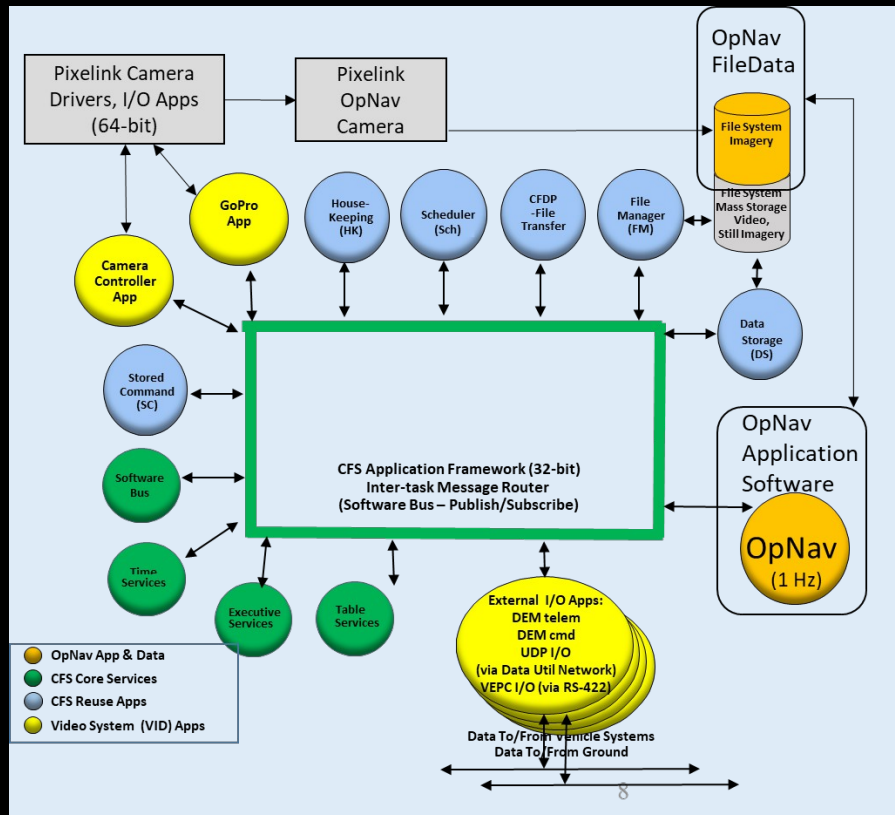 Pixelink Camera
Drivers, I/O Apps
(64-bit)
Pixelink
OpNav
Camera
OpNav
FileData
File System
Imagery
File System
Mass Storage
Video,
Still Imagery
GoPro
App
House-
Keeping
(HK)
Scheduler
(Sch)
CFDP
-File
Transfer
File
Manager
(FM)
Camera
Controller
App
Data
Storage
(DS)
Stored
Command
(SC)
Software
Bus
Time
Services
Executive
Services
Table
Services
CFS Application Framework (32-bit)
Inter-task Message Router
(Software Bus – Publish/Subscribe)
OpNav
Application
Software
OpNav
(1 Hz)
External I/O Apps:
DEM telem
DEM cmd
UDP I/O
(via Data Util Network)
VEPC I/O (via RS-422)
Data To/From Vehicle Systems
Data To/From Ground
OpNav App & Data
CFS Core Services
CFS Reuse Apps
Video System (VID) Apps
8